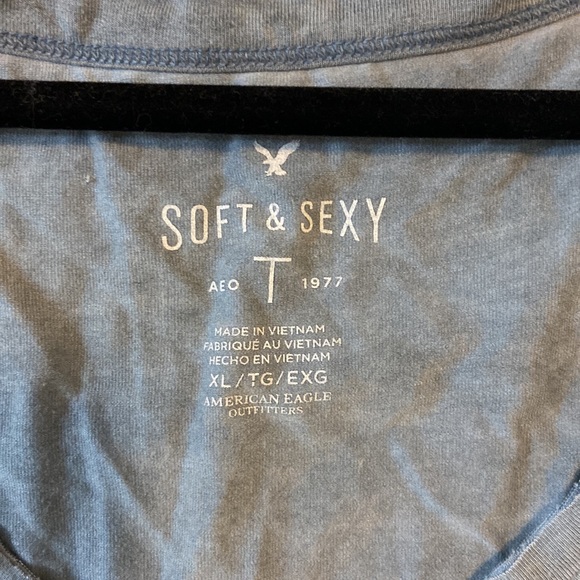 SOFT & SEXY
AEO T 1977
MADE IN VIETNAM
FABRIQUÉ AU VIETNAM
HECHO EN VIETNAM
XL/TG/EXG
AMERICAN EAGLE
OUTFITTERS